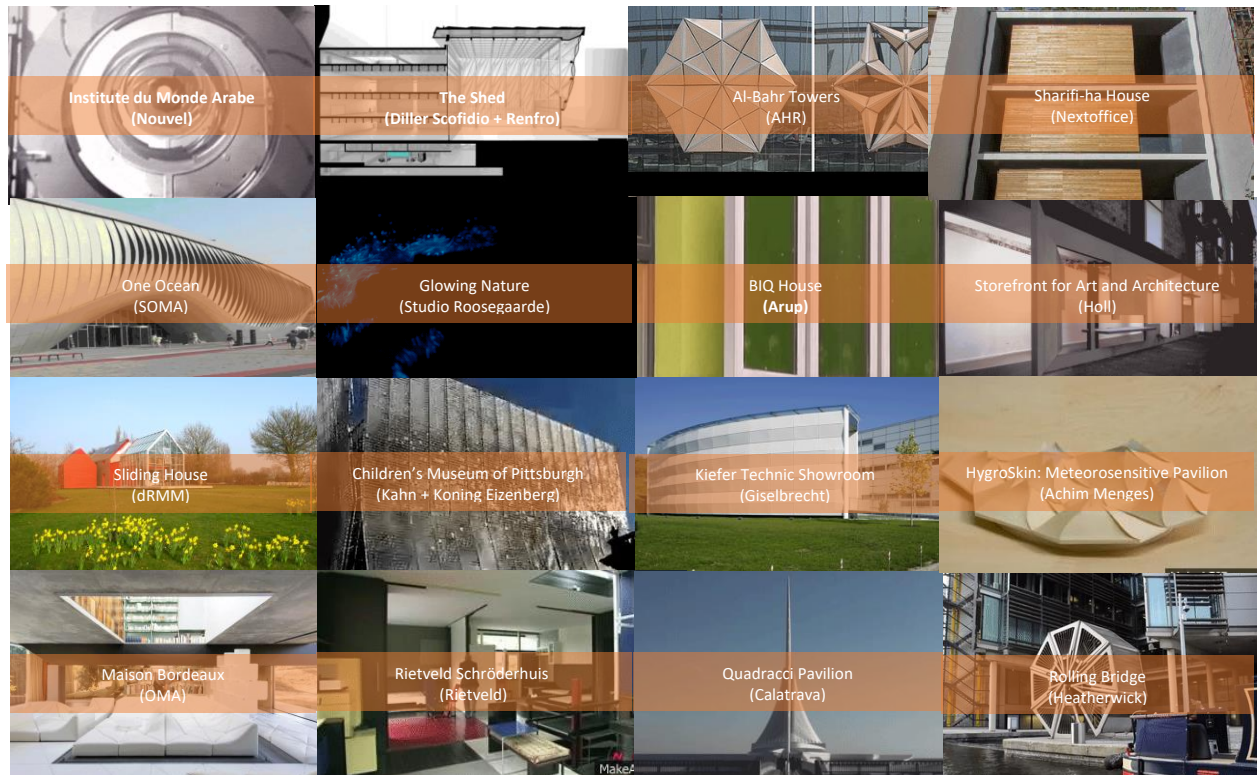 Institute du Monde Arabe
(Nouvel)
The Shed
(Diller Scofidio + Renfro)
Al-Bahr Towers
(AHR)
Sharifi-ha House
(Nextoffice)
One Ocean
(SOMA)
Glowing Nature
(Studio Roosegaarde)
BIQ House
(Arup)
Storefront for Art and Architecture
(Holl)
Sliding House
(dRMM)
Children's Museum of Pittsburgh
(Kahn + Koning Eizenberg)
Kiefer Technic Showroom
(Giselbrecht)
HygroSkin: Meteorosensitive Pavilion
(Achim Menges)
Maison Bordeaux
(OMA)
Rietveld Schröderhuis
(Rietveld)
Quadracci Pavilion
(Calatrava)
Rolling Bridge
(Heatherwick)